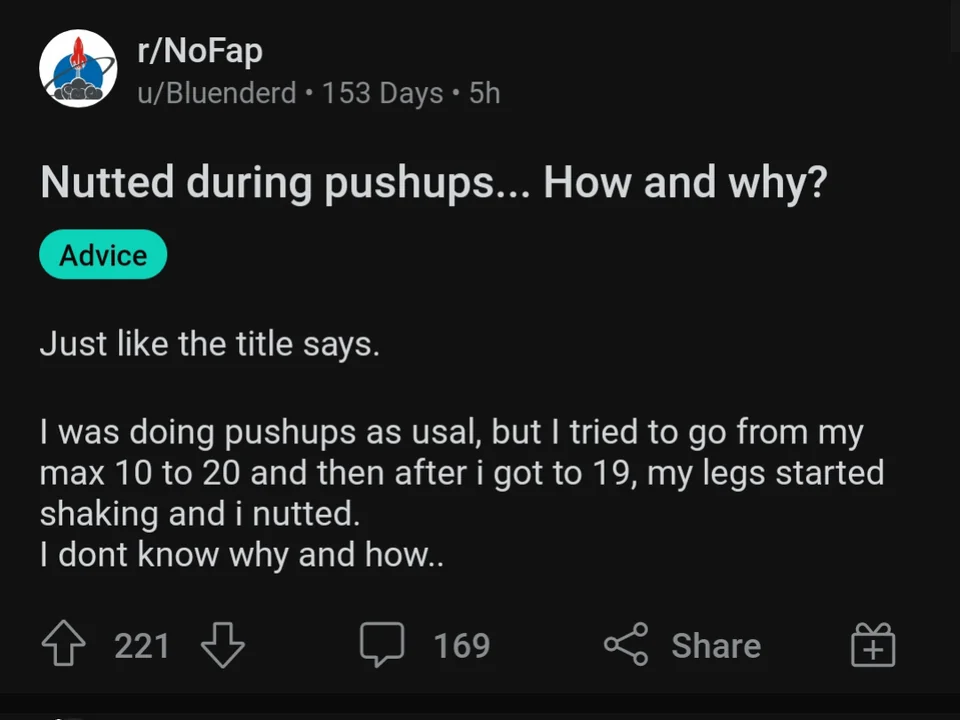 r/NoFap
u/Bluenderd • 153 Days • 5h
Nutted during pushups... How and why?
Advice
Just like the title says.
I was doing pushups as usal, but I tried to go from my
max 10 to 20 and then after i got to 19, my legs started
shaking and i nutted.
I dont know why and how..
221
169
Share